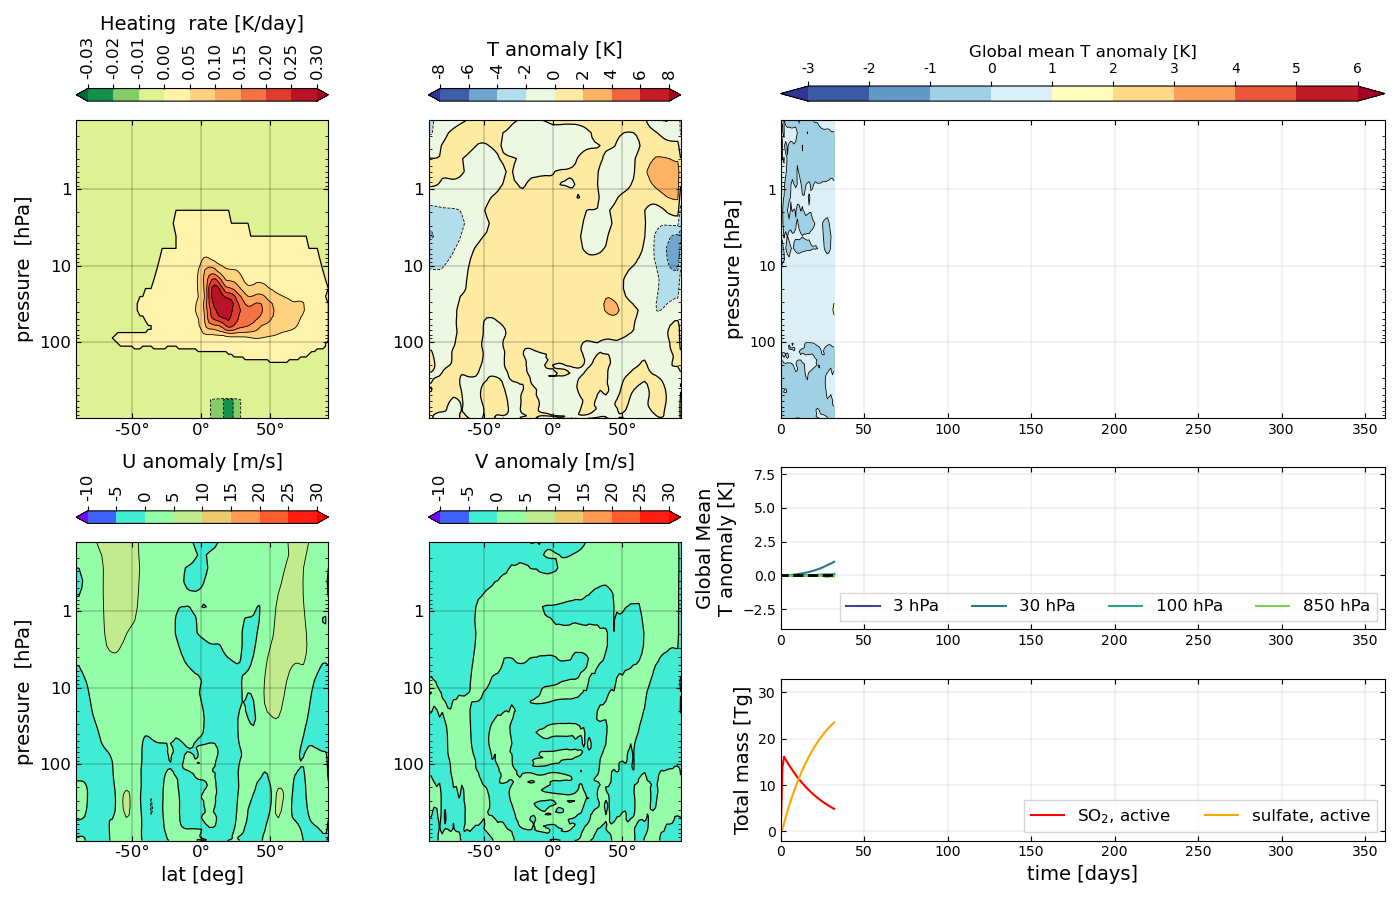 Heating  rate [K/day]
-0.03 -0.02 -0.01 0.00 0.05 0.10 0.15 0.20 0.25 0.30
pressure  [hPa]
1
10
100
-50° 0° 50°
T anomaly [K]
-8 -6 -4 -2 0 2 4 6 8
1
10
100
-50° 0° 50°
Global mean T anomaly [K]
-3 -2 -1 0 1 2 3 4 5 6
pressure  [hPa]
1
10
100
0 50 100 150 200 250 300 350
U anomaly [m/s]
-10 -5 0 5 10 15 20 25 30
pressure  [hPa]
1
10
100
-50° 0° 50°
lat [deg]
V anomaly [m/s]
-10 -5 0 5 10 15 20 25 30
1
10
100
-50° 0° 50°
lat [deg]
Global Mean
T anomaly [K]
7.5
5.0
2.5
0.0
−2.5
3 hPa 30 hPa 100 hPa 850 hPa
0 50 100 150 200 250 300 350
Total mass [Tg]
30
20
10
0
SO₂, active sulfate, active
0 50 100 150 200 250 300 350
time [days]